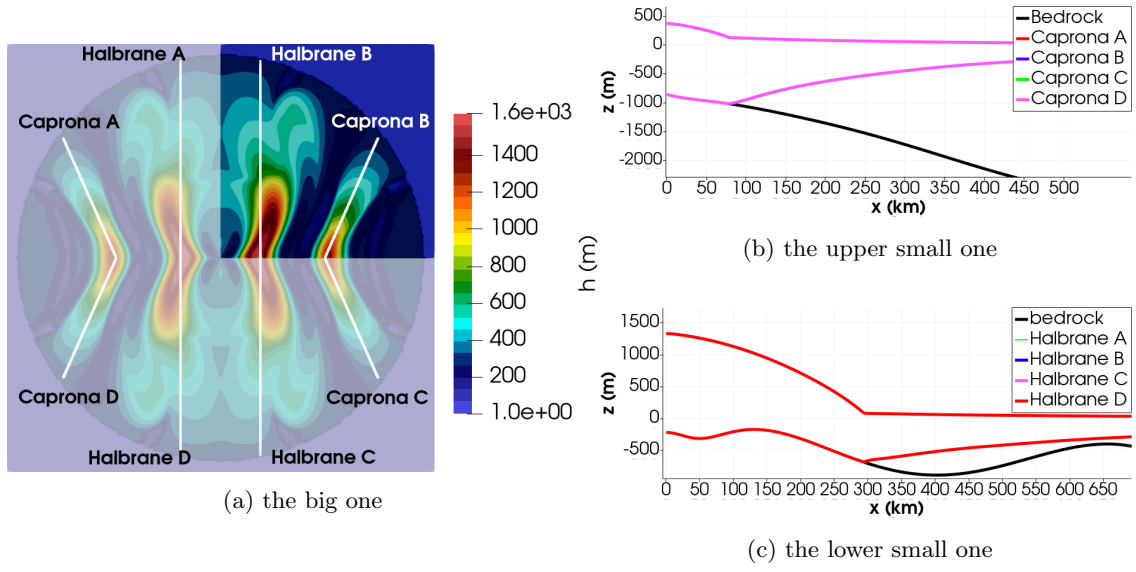 Halbrane A
Halbrane B
Caprona A
Caprona B
Caprona D
Caprona C
Halbrane D
Halbrane C
1.6e+03
1400
1200
1000
800
600
400
200
1.0e+00
h (m)
(a) the big one
500
0
-500
-1000
-1500
-2000
z (m)
Bedrock
Caprona A
Caprona B
Caprona C
Caprona D
0 50 100 150 200 250 300 350 400 450 500
x (km)
(b) the upper small one
1500
1000
500
0
-500
z (m)
bedrock
Halbrane A
Halbrane B
Halbrane C
Halbrane D
0 50 100 150 200 250 300 350 400 450 500 550 600 650
x (km)
(c) the lower small one